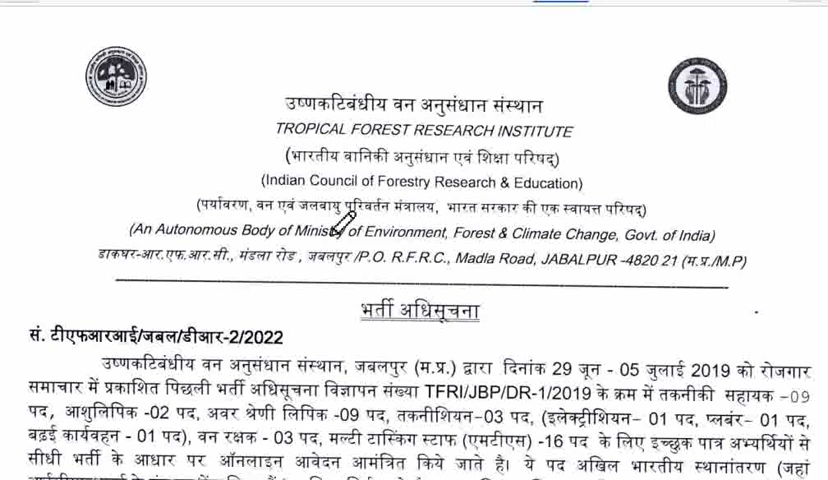 उष्णकटिबंधीय वन अनुसंधान संस्थान
TROPICAL FOREST RESEARCH INSTITUTE
(भारतीय वानिकी अनुसंधान एवं शिक्षा परिषद्)
(Indian Council of Forestry Research & Education)
(पर्यावरण, वन एवं जलवायु परिवर्तन मंत्रालय, भारत सरकार की एक स्वायत्त परिषद्)
(An Autonomous Body of Ministry of Environment, Forest & Climate Change, Govt. of India)
डाकघर-आर.एफ.आर.सी., मंडला रोड, जबलपुर /P.O. R.F.R.C., Madla Road, JABALPUR -4820 21 (म.प्र./M.P)
भर्ती अधिसूचना
सं. टीएफआरआई/जबल/डीआर-2/2022
उष्णकटिबंधीय वन अनुसंधान संस्थान, जबलपुर (म.प्र.) द्वारा दिनांक 29 जून - 05 जुलाई 2019 को रोजगार
समाचार में प्रकाशित पिछली भर्ती अधिसूचना विज्ञापन संख्या TFRI/JBP/DR-1/2019 के क्रम में तकनीकी सहायक -09
पद, आशुलिपिक -02 पद, अवर श्रेणी लिपिक -09 पद, तकनीशियन-03 पद, (इलेक्ट्रीशियन- 01 पद, प्लबंर- 01 पद,
बढ़ई कार्यवहन - 01 पद), वन रक्षक - 03 पद, मल्टी टास्किंग स्टाफ (एमटीएस) -16 पद के लिए इच्छुक पात्र अभ्यर्थियों से
सीधी भर्ती के आधार पर ऑनलाइन आवेदन आमंत्रित किये जाते है। ये पद अखिल भारतीय स्थानांतरण (जहां